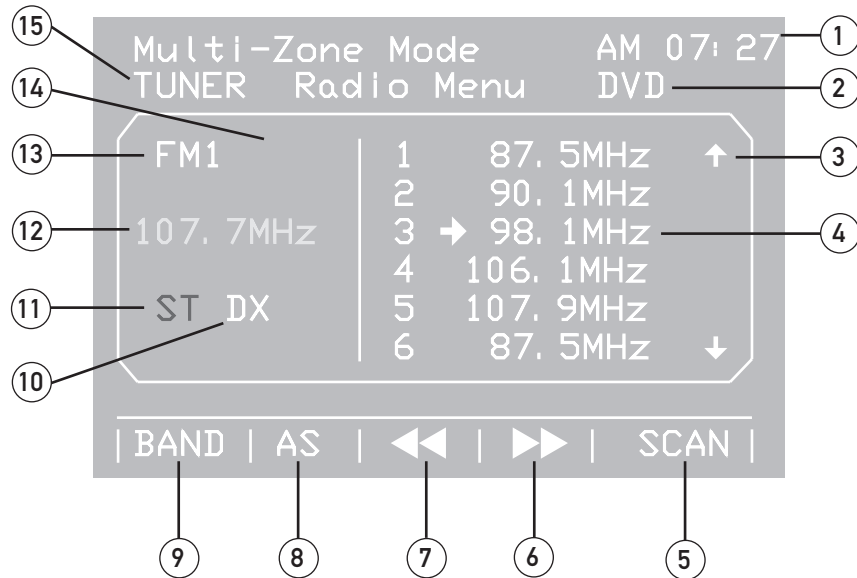 Multi-Zone Mode AM 07:27
TUNER Radio Menu DVD
FM1
107.7MHz
ST DX
1 87.5MHz
2 90.1MHz
3 98.1MHz
4 106.1MHz
5 107.9MHz
6 87.5MHz
BAND | AS | | | SCAN |
1
2
3
4
5
6
7
8
9
10
11
12
13
14
15